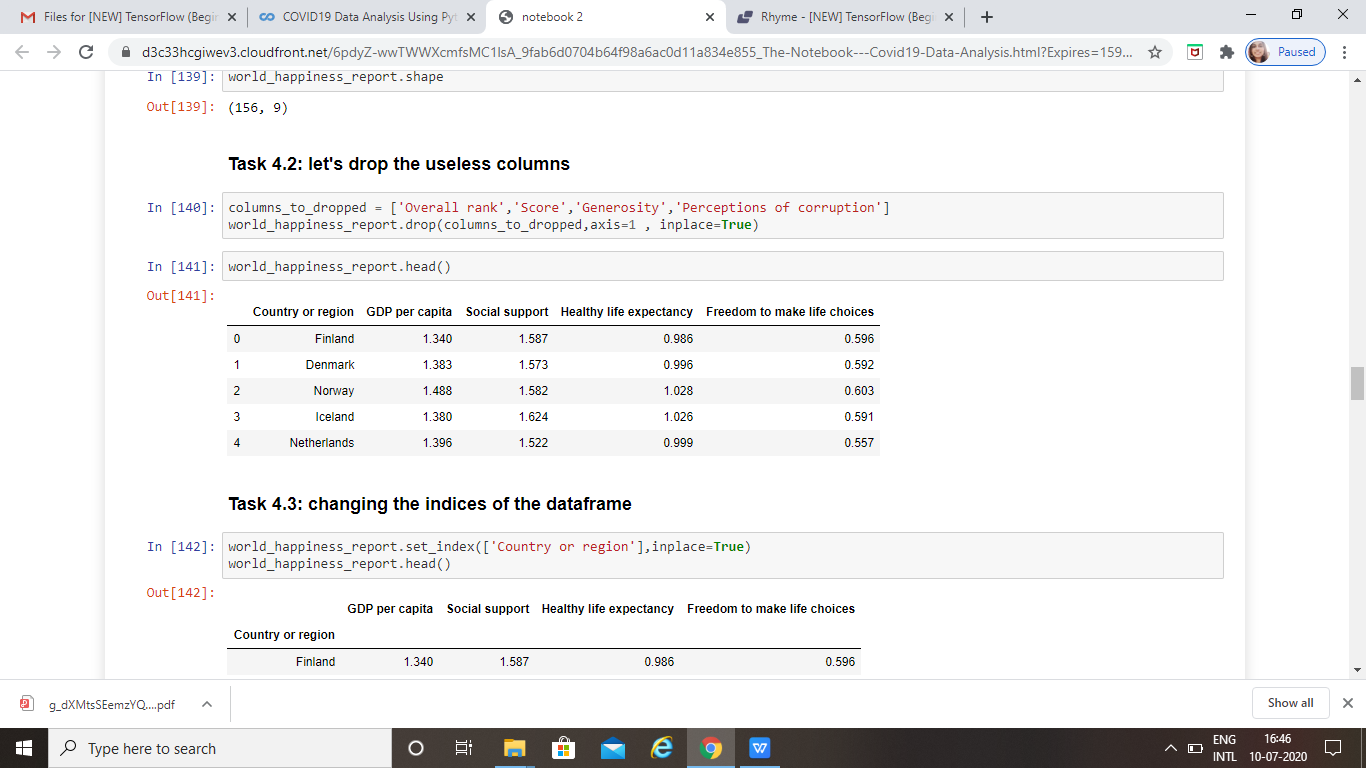 Files for [NEW] TensorFlow (Begin
COVID19 Data Analysis Using Pyt
notebook 2
Rhyme - [NEW] TensorFlow (Begi
d3c33hcgiwev3.cloudfront.net/6pdyZ-wwTWWXcmfsMC1lsA_9fab6d0704b64f98a6ac0d11a834e855_The-Notebook---Covid19-Data-Analysis.html?Expires=159...
Paused
In [139]: world_happiness_report.shape
Out[139]: (156, 9)
Task 4.2: let's drop the useless columns
In [140]: columns_to_dropped = ['Overall rank','Score','Generosity','Perceptions of corruption']
world_happiness_report.drop(columns_to_dropped,axis=1 , inplace=True)
In [141]: world_happiness_report.head()
Out[141]:
Country or region GDP per capita Social support Healthy life expectancy Freedom to make life choices
0 Finland 1.340 1.587 0.986 0.596
1 Denmark 1.383 1.573 0.996 0.592
2 Norway 1.488 1.582 1.028 0.603
3 Iceland 1.380 1.624 1.026 0.591
4 Netherlands 1.396 1.522 0.999 0.557
Task 4.3: changing the indices of the dataframe
In [142]: world_happiness_report.set_index(['Country or region'],inplace=True)
world_happiness_report.head()
Out[142]:
GDP per capita Social support Healthy life expectancy Freedom to make life choices
Country or region
Finland 1.340 1.587 0.986 0.596
g_dXMtsSEemzYQ....pdf
Show all
Type here to search
ENG
INTL
16:46
10-07-2020